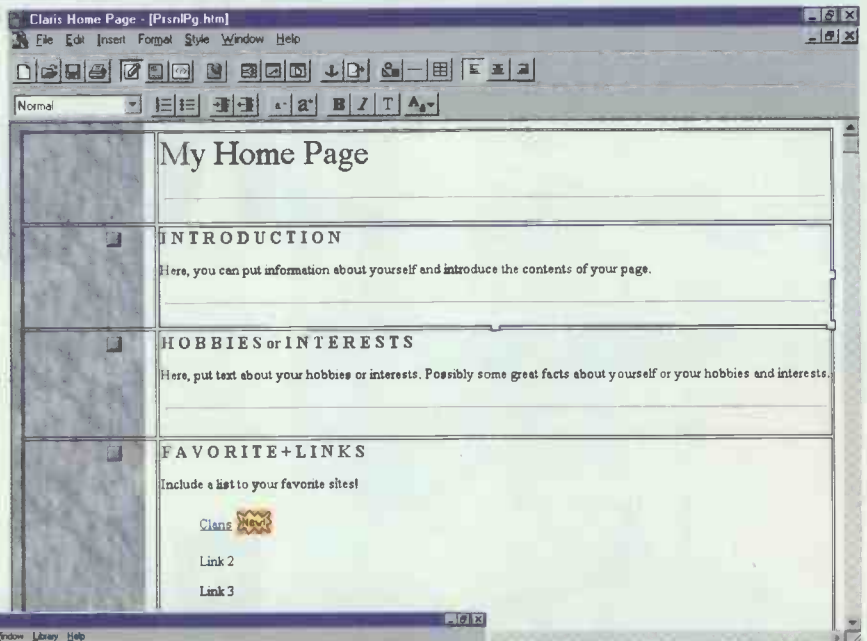 Claris Home Page - [PrsnlPg.htm]
File Edit Insert Format Style Window Help
Normal
a- a+ B I T A
My Home Page
INTRODUCTION
Here, you can put information about yourself and introduce the contents of your page.
HOBBIES or INTERESTS
Here, put text about your hobbies or interests. Possibly some great facts about yourself or your hobbies and interests.
FAVORITE+LINKS
Include a list to your favorite sites!
Claris New!
Link 2
Link 3
Window Library Help